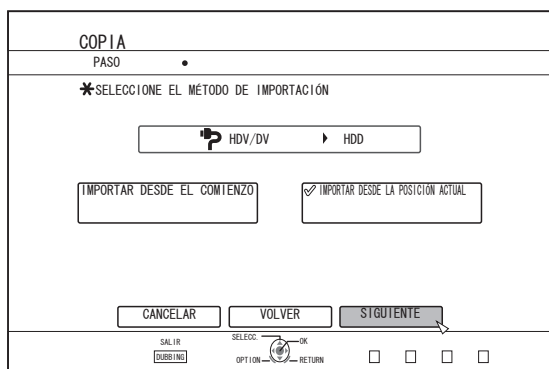 COPIA
PASO
SELECCIONE EL MÉTODO DE IMPORTACIÓN
HDV/DV HDD
IMPORTAR DESDE EL COMIENZO
IMPORTAR DESDE LA POSICIÓN ACTUAL
CANCELAR VOLVER SIGUIENTE
SALIR
DUBBING
SELECC.
OK
OPTION
RETURN